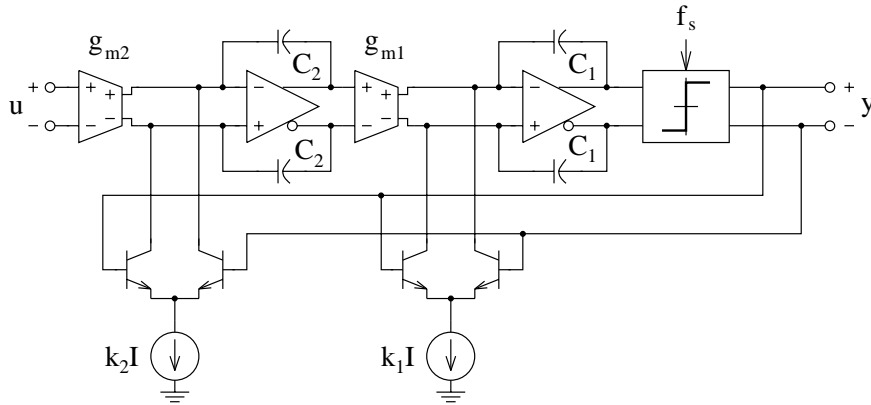 f_s
g_m2
g_m1
C_2
C_1
+ + + − + + − +
u
y
− − − + − − + −
C_2
C_1
k_2I
k_1I